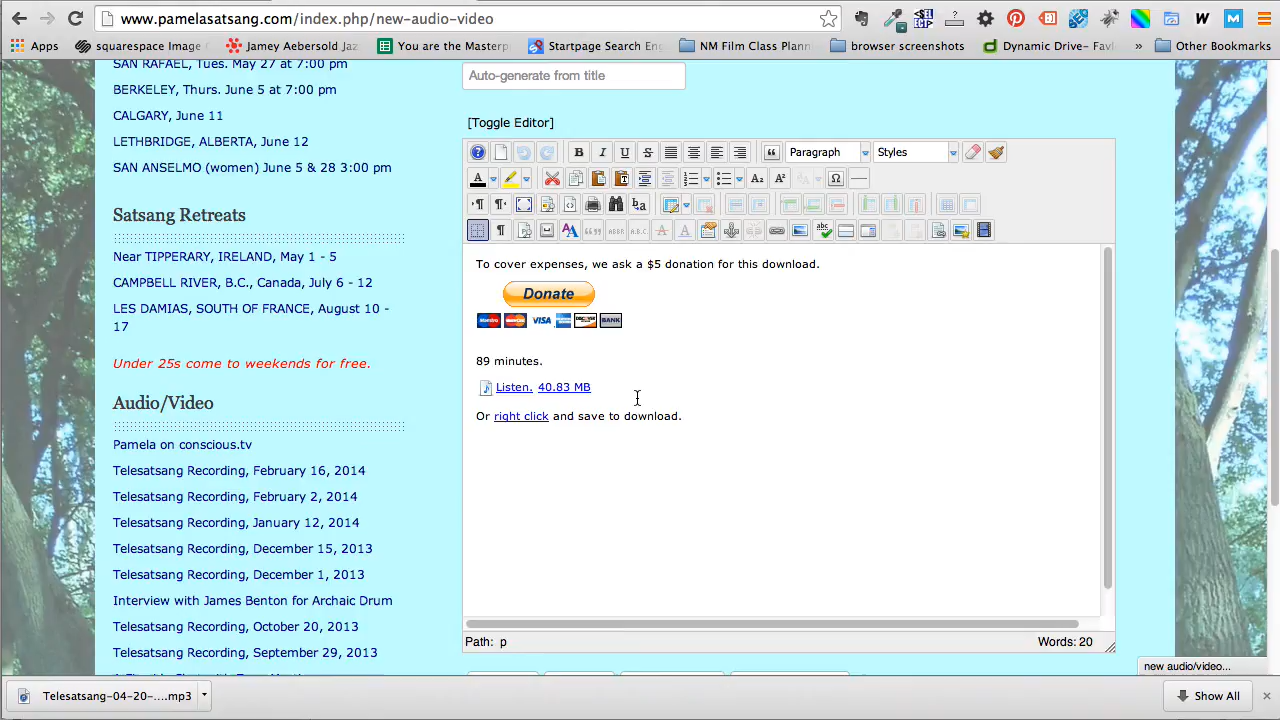 www.pamelasatsang.com/index.php/new-audio-video
Apps
squarespace Image
Jamey Aebersold Jaz
You are the Masterp
Startpage Search Eng
NM Film Class Plann
browser screenshots
Dynamic Drive- Favi
»
Other Bookmarks
SAN RAFAEL, Tues. May 27 at 7:00 pm
BERKELEY, Thurs. June 5 at 7:00 pm
CALGARY, June 11
LETHBRIDGE, ALBERTA, June 12
SAN ANSELMO (women) June 5 & 28 3:00 pm
Satsang Retreats
Near TIPPERARY, IRELAND, May 1 - 5
CAMPBELL RIVER, B.C., Canada, July 6 - 12
LES DAMIAS, SOUTH OF FRANCE, August 10 -
17
Under 25s come to weekends for free.
Audio/Video
Pamela on conscious.tv
Telesatsang Recording, February 16, 2014
Telesatsang Recording, February 2, 2014
Telesatsang Recording, January 12, 2014
Telesatsang Recording, December 15, 2013
Telesatsang Recording, December 1, 2013
Interview with James Benton for Archaic Drum
Telesatsang Recording, October 20, 2013
Telesatsang Recording, September 29, 2013
Auto-generate from title
[Toggle Editor]
Paragraph
Styles
To cover expenses, we ask a $5 donation for this download.
Donate
VISA
BANK
89 minutes.
Listen. 40.83 MB
Or right click and save to download.
Path: p
Words: 20
new audio/video...
Telesatsang-04-20-....mp3
Show All